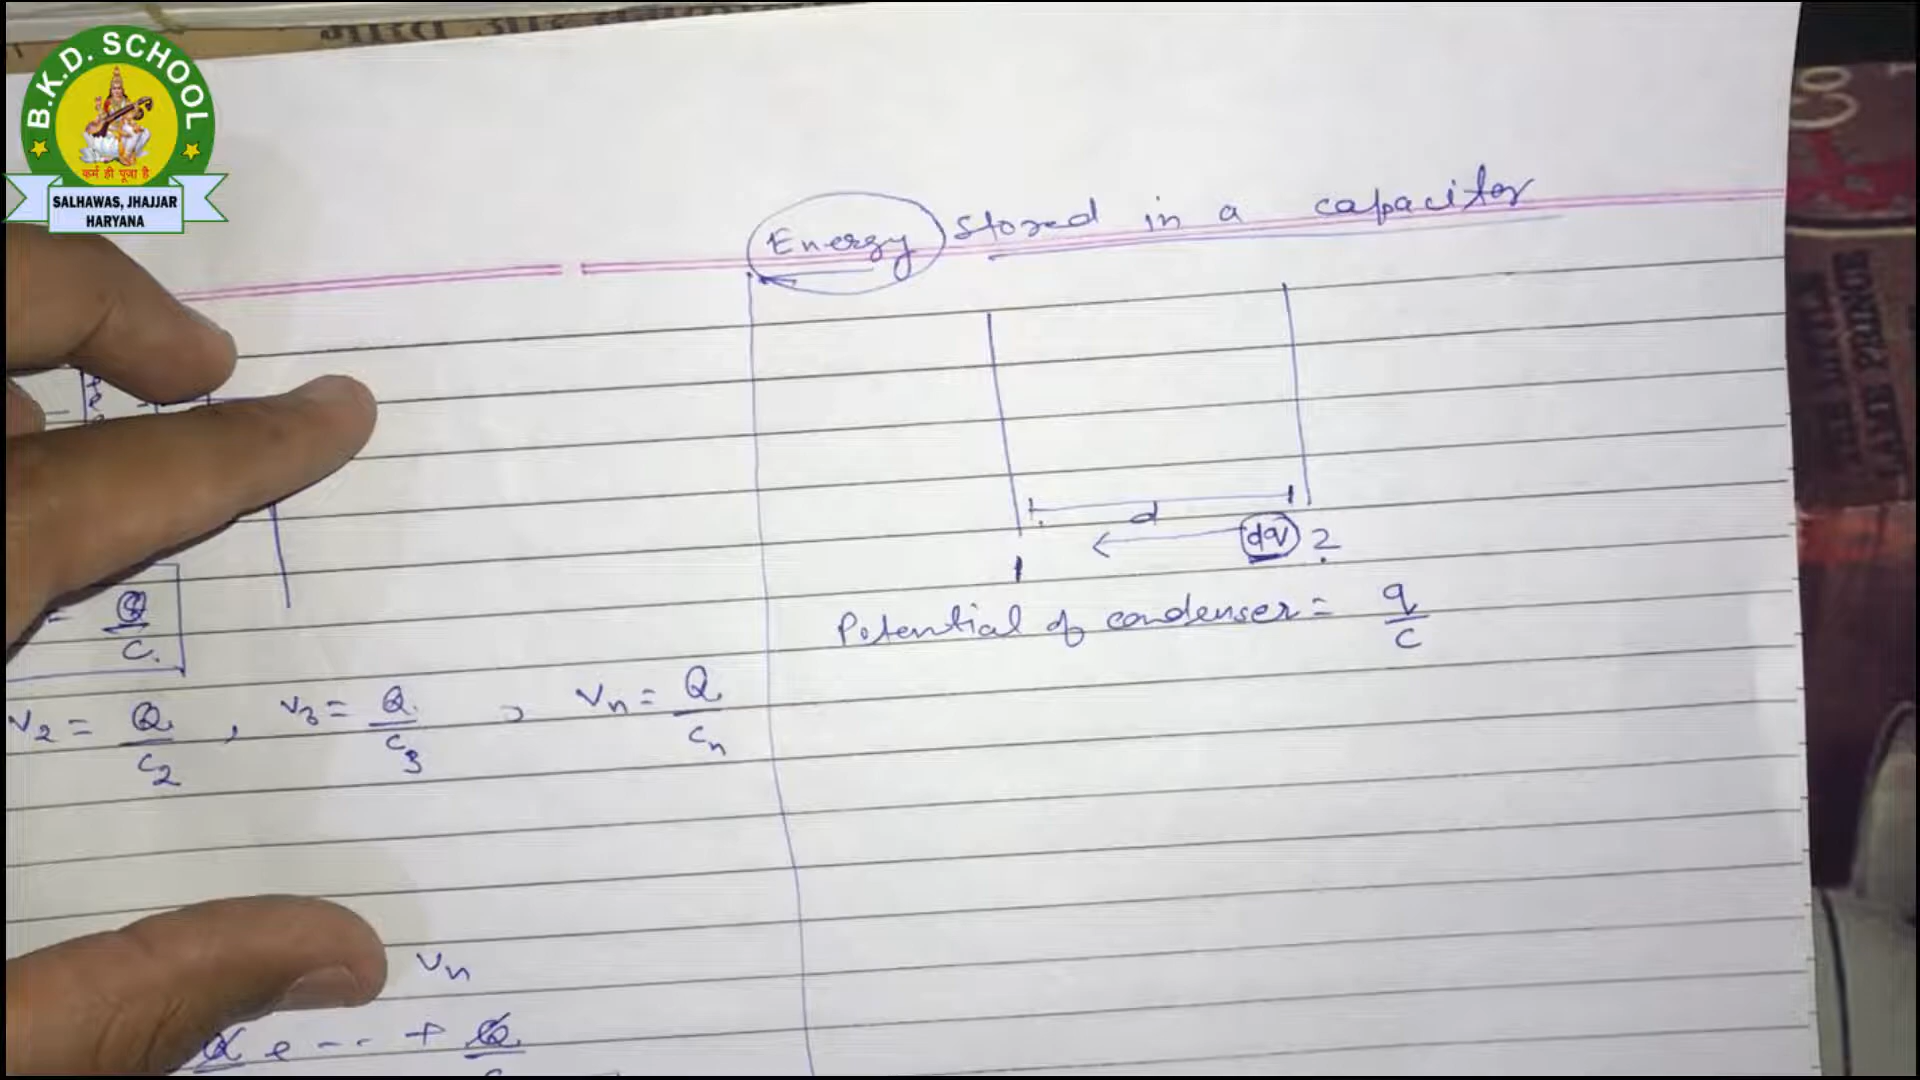 B.K.D. SCHOOL
कर्म ही पूजा है
SALHAWAS, JHAJJAR
HARYANA
Energy stored in a capacitor
d
dq
1
2
Potential of condenser = q/c
= Q/C.
V2 = Q/C2 , V3 = Q/C3 , Vn = Q/Cn
Vn
--- + Q